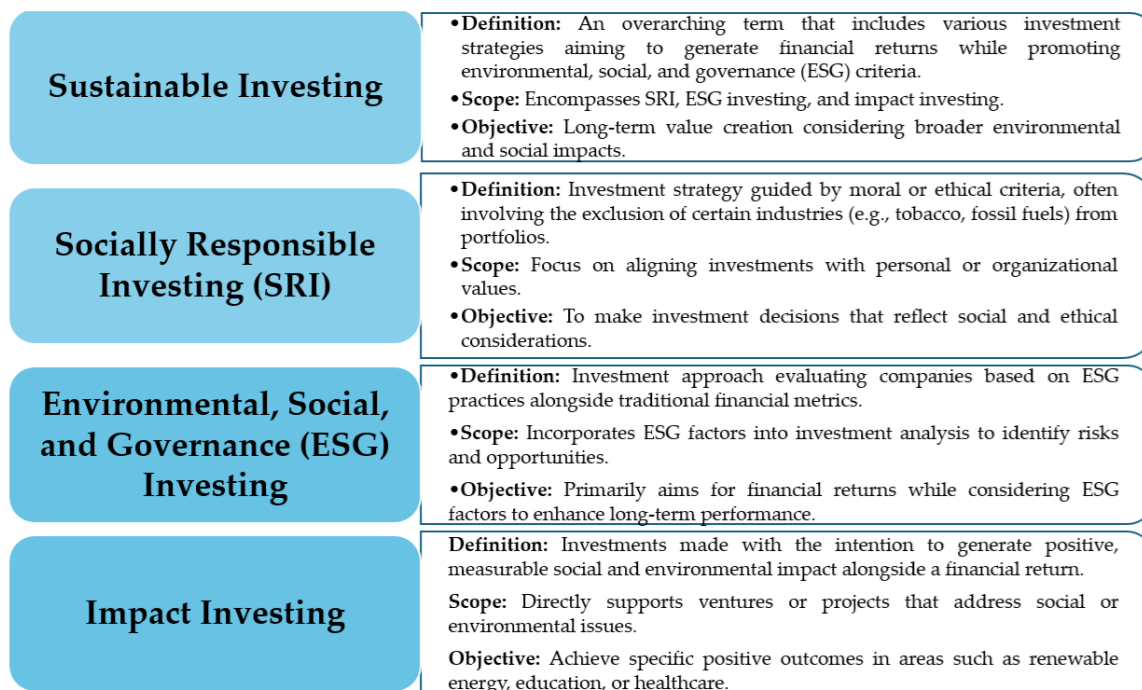 Sustainable Investing
•Definition: An overarching term that includes various investment
strategies aiming to generate financial returns while promoting
environmental, social, and governance (ESG) criteria.
•Scope: Encompasses SRI, ESG investing, and impact investing.
•Objective: Long-term value creation considering broader environmental
and social impacts.
Socially Responsible
Investing (SRI)
•Definition: Investment strategy guided by moral or ethical criteria, often
involving the exclusion of certain industries (e.g., tobacco, fossil fuels) from
portfolios.
•Scope: Focus on aligning investments with personal or organizational
values.
•Objective: To make investment decisions that reflect social and ethical
considerations.
Environmental, Social,
and Governance (ESG)
Investing
•Definition: Investment approach evaluating companies based on ESG
practices alongside traditional financial metrics.
•Scope: Incorporates ESG factors into investment analysis to identify risks
and opportunities.
•Objective: Primarily aims for financial returns while considering ESG
factors to enhance long-term performance.
Impact Investing
Definition: Investments made with the intention to generate positive,
measurable social and environmental impact alongside a financial return.
Scope: Directly supports ventures or projects that address social or
environmental issues.
Objective: Achieve specific positive outcomes in areas such as renewable
energy, education, or healthcare.